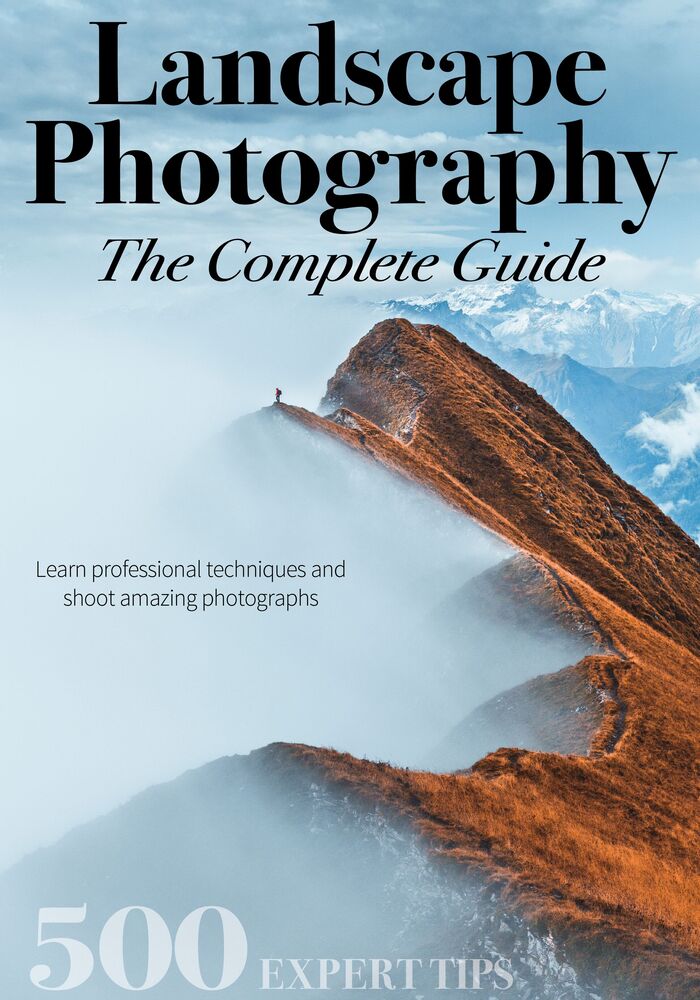 Landscape
Photography
The Complete Guide
Learn professional techniques and
shoot amazing photographs
500 EXPERT TIPS